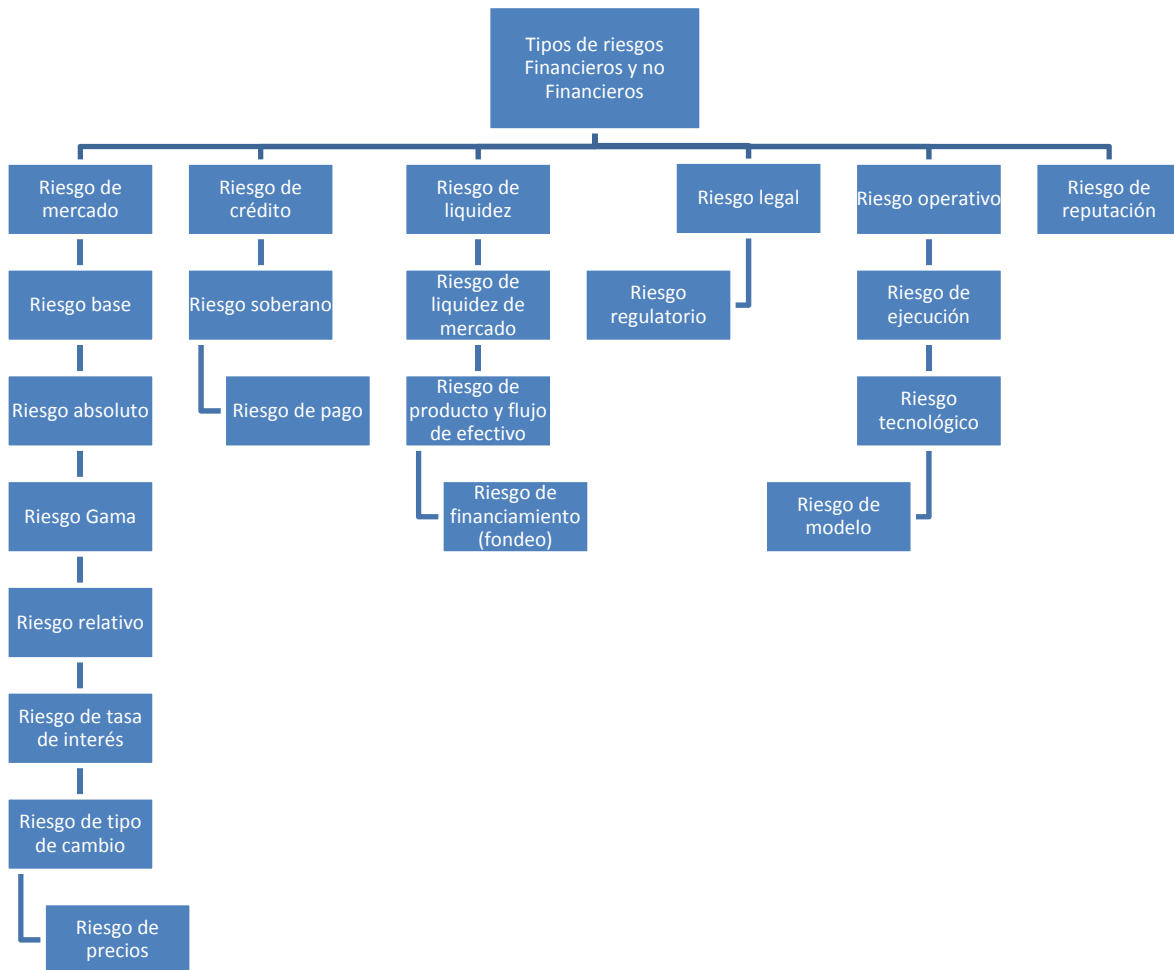 Tipos de riesgos
Financieros y no
Financieros
Riesgo de
mercado
Riesgo de
crédito
Riesgo de
liquidez
Riesgo legal
Riesgo operativo
Riesgo de
reputación
Riesgo base
Riesgo soberano
Riesgo de
liquidez de
mercado
Riesgo
regulatorio
Riesgo de
ejecución
Riesgo absoluto
Riesgo de pago
Riesgo de
producto y flujo
de efectivo
Riesgo
tecnológico
Riesgo Gama
Riesgo de
financiamiento
(fondeo)
Riesgo de
modelo
Riesgo relativo
Riesgo de tasa
de interés
Riesgo de tipo
de cambio
Riesgo de
precios